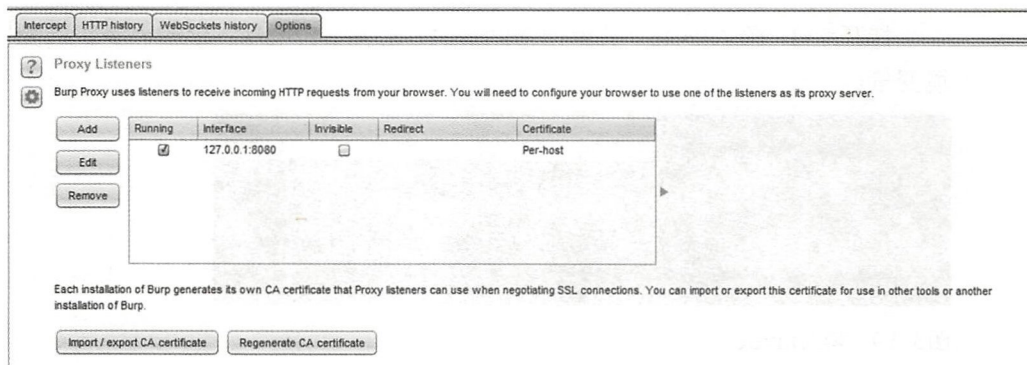 Intercept HTTP history WebSockets history Options
Proxy Listeners
Burp Proxy uses listeners to receive incoming HTTP requests from your browser. You will need to configure your browser to use one of the listeners as its proxy server.
Add
Edit
Remove
Running Interface Invisible Redirect Certificate
127.0.0.1:8080 Per-host
Each installation of Burp generates its own CA certificate that Proxy listeners can use when negotiating SSL connections. You can import or export this certificate for use in other tools or another
installation of Burp.
Import / export CA certificate Regenerate CA certificate